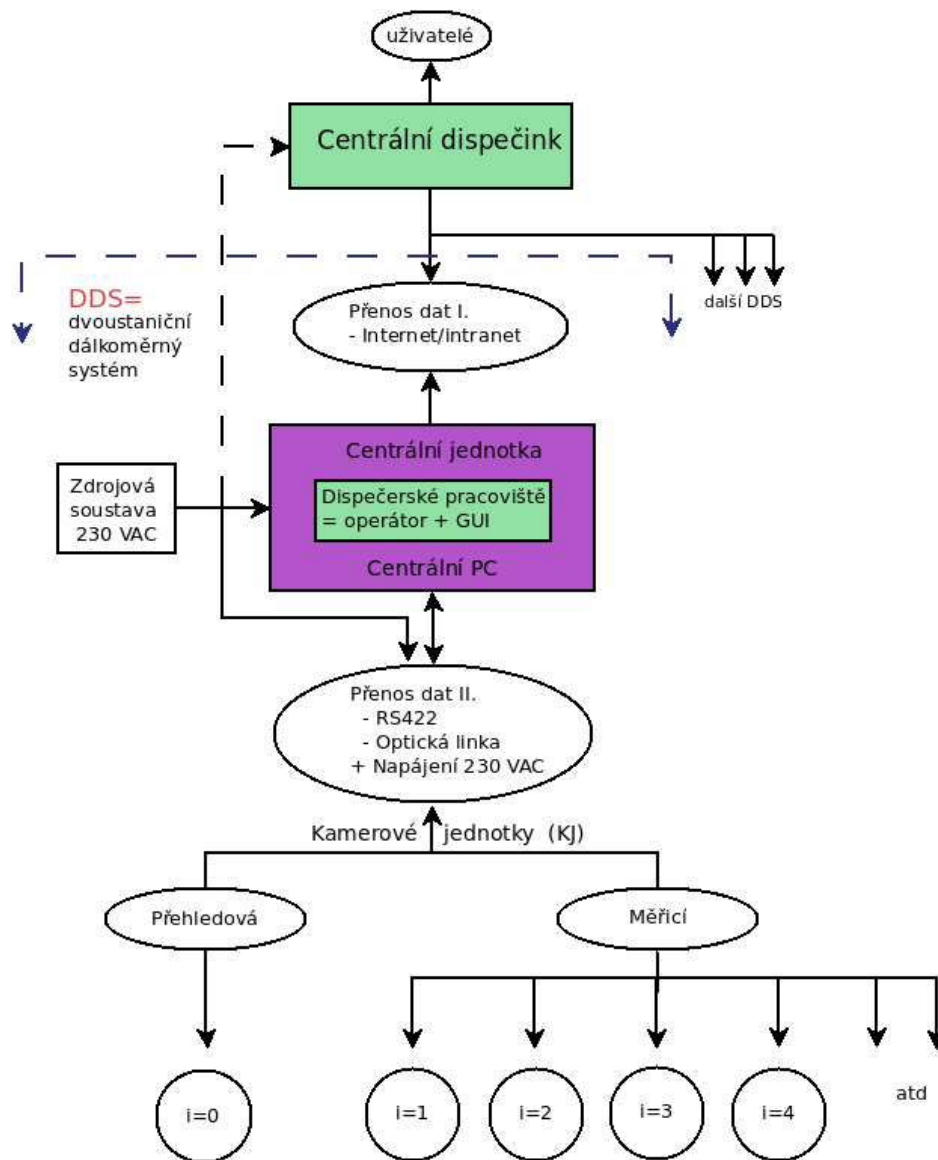 uživatelé
Centrální dispečink
DDS=
dvoustaniční
dálkoměrný
systém
Přenos dat I.
- Internet/intranet
další DDS
Centrální jednotka
Zdrojová
soustava
230 VAC
Dispečerské pracoviště
= operátor + GUI
Centrální PC
Přenos dat II.
- RS422
- Optická linka
+ Napájení 230 VAC
Kamerové jednotky (KJ)
Přehledová
Měřicí
i=0
i=1
i=2
i=3
i=4
atd